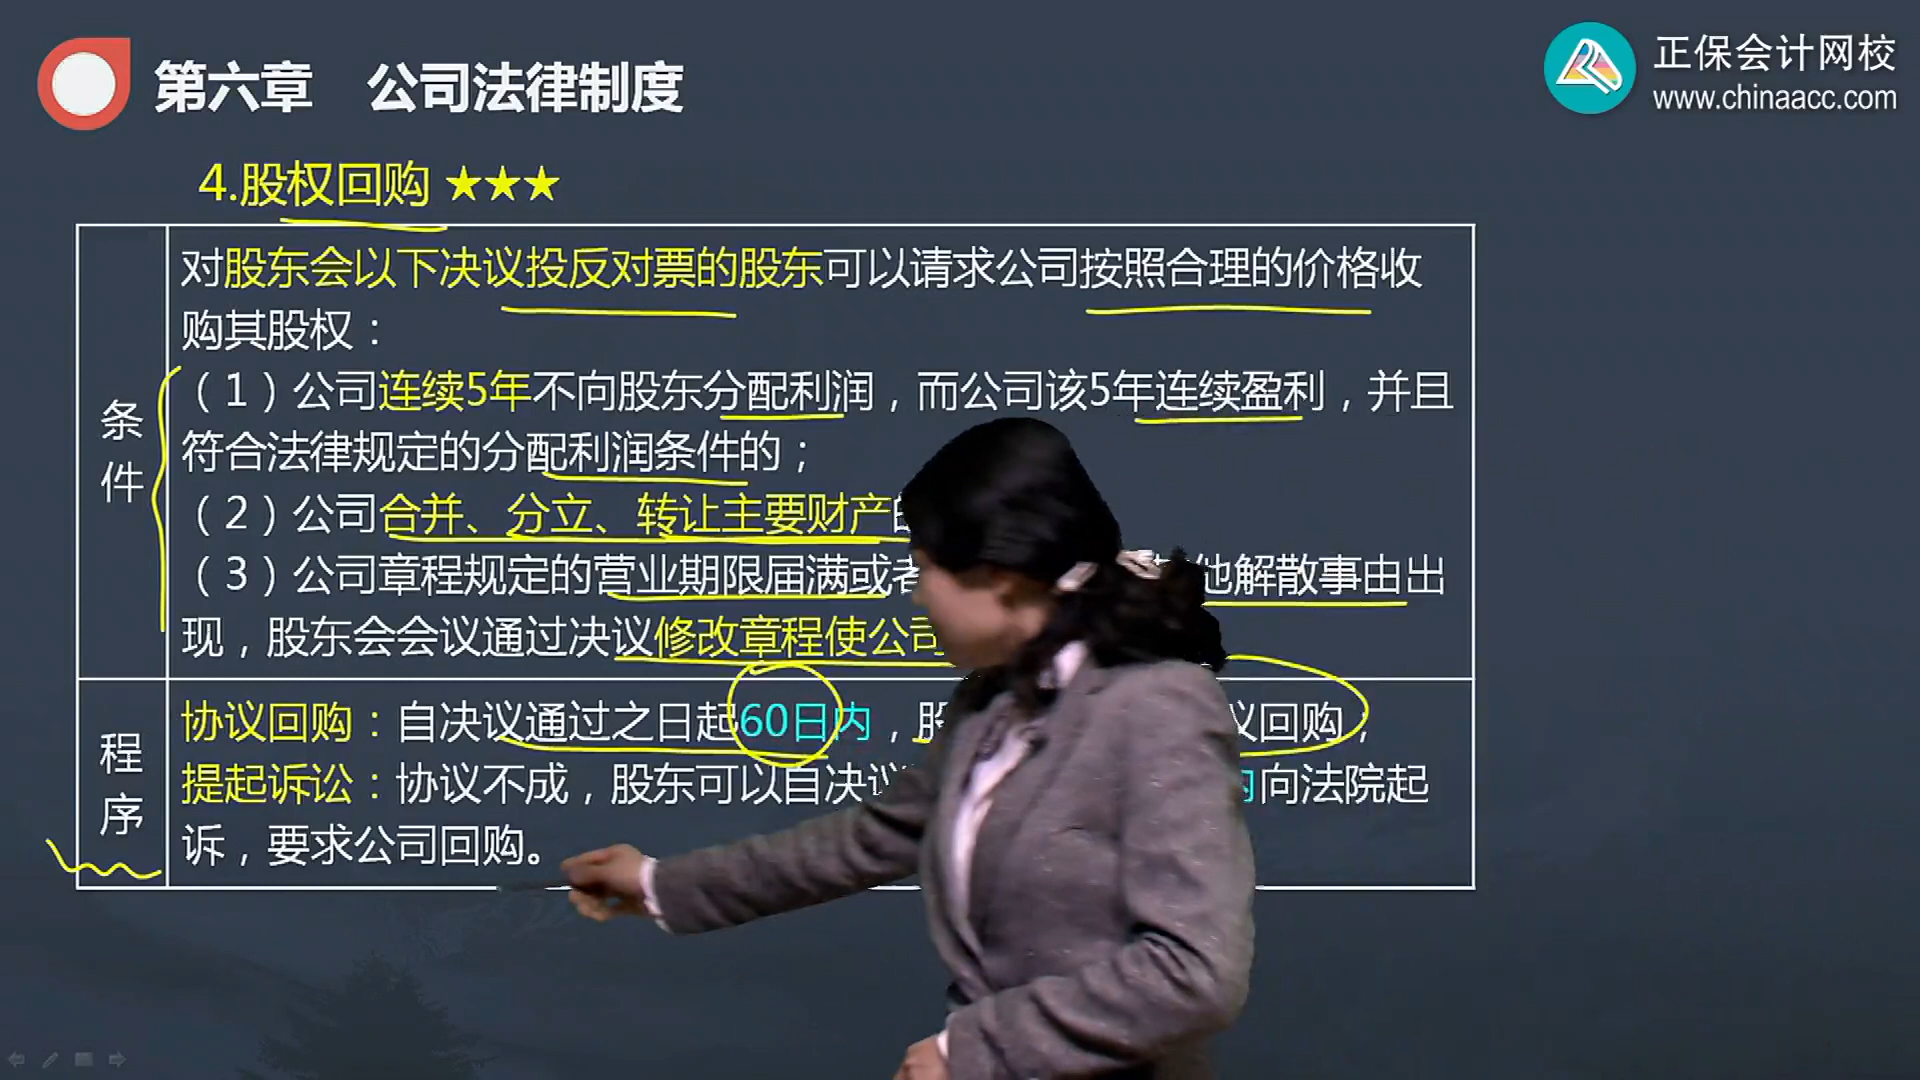 第六章 公司法律制度
正保会计网校
www.chinaacc.com
4.股权回购 ★★★
条件
对股东会以下决议投反对票的股东可以请求公司按照合理的价格收
购其股权：
（1）公司连续5年不向股东分配利润，而公司该5年连续盈利，并且
符合法律规定的分配利润条件的；
（2）公司合并、分立、转让主要财产
（3）公司章程规定的营业期限届满或 他解散事由出
现，股东会会议通过决议修改章程使公司
程序
协议回购：自决议通过之日起60日内，股 议回购；
提起诉讼：协议不成，股东可以自决议 内向法院起
诉，要求公司回购。